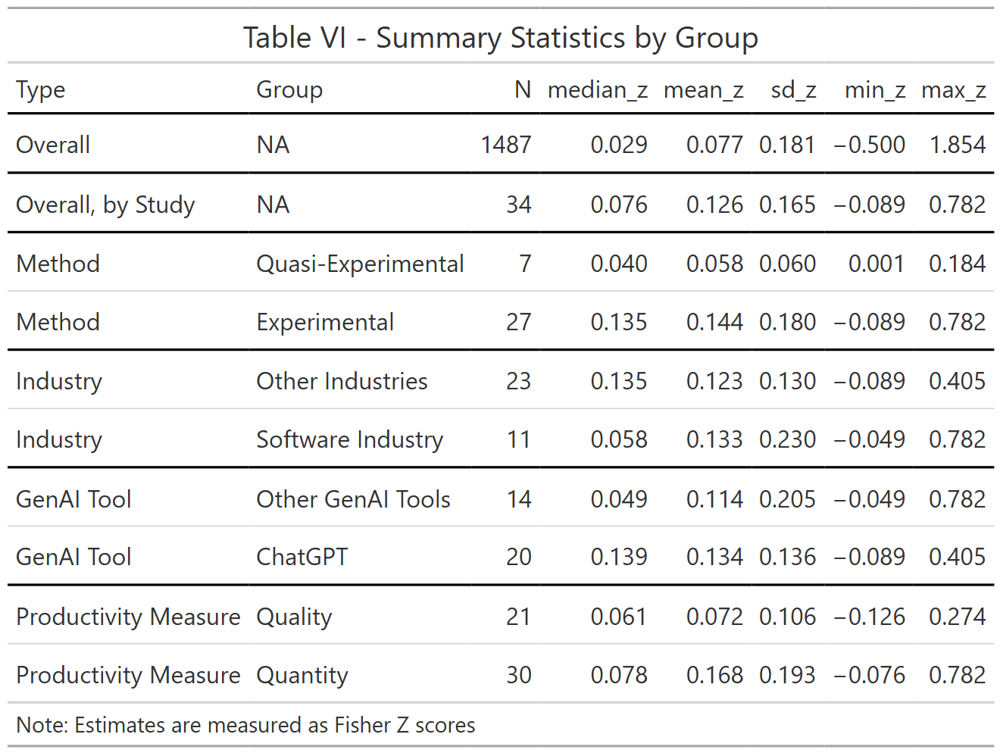 Table VI - Summary Statistics by Group
Type Group N median_z mean_z sd_z min_z max_z
Overall NA 1487 0.029 0.077 0.181 −0.500 1.854
Overall, by Study NA 34 0.076 0.126 0.165 −0.089 0.782
Method Quasi-Experimental 7 0.040 0.058 0.060 0.001 0.184
Method Experimental 27 0.135 0.144 0.180 −0.089 0.782
Industry Other Industries 23 0.135 0.123 0.130 −0.089 0.405
Industry Software Industry 11 0.058 0.133 0.230 −0.049 0.782
GenAI Tool Other GenAI Tools 14 0.049 0.114 0.205 −0.049 0.782
GenAI Tool ChatGPT 20 0.139 0.134 0.136 −0.089 0.405
Productivity Measure Quality 21 0.061 0.072 0.106 −0.126 0.274
Productivity Measure Quantity 30 0.078 0.168 0.193 −0.076 0.782
Note: Estimates are measured as Fisher Z scores